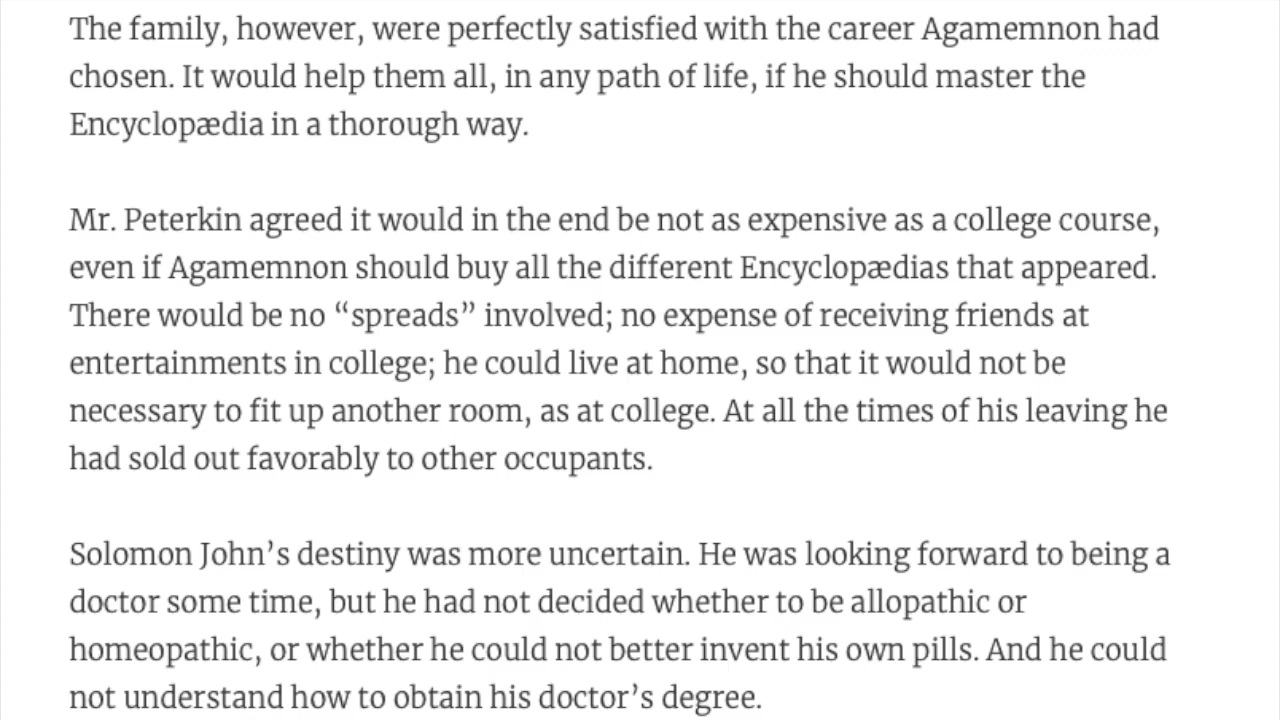 The family, however, were perfectly satisfied with the career Agamemnon had
chosen. It would help them all, in any path of life, if he should master the
Encyclopædia in a thorough way.
Mr. Peterkin agreed it would in the end be not as expensive as a college course,
even if Agamemnon should buy all the different Encyclopædias that appeared.
There would be no “spreads” involved; no expense of receiving friends at
entertainments in college; he could live at home, so that it would not be
necessary to fit up another room, as at college. At all the times of his leaving he
had sold out favorably to other occupants.
Solomon John’s destiny was more uncertain. He was looking forward to being a
doctor some time, but he had not decided whether to be allopathic or
homeopathic, or whether he could not better invent his own pills. And he could
not understand how to obtain his doctor’s degree.